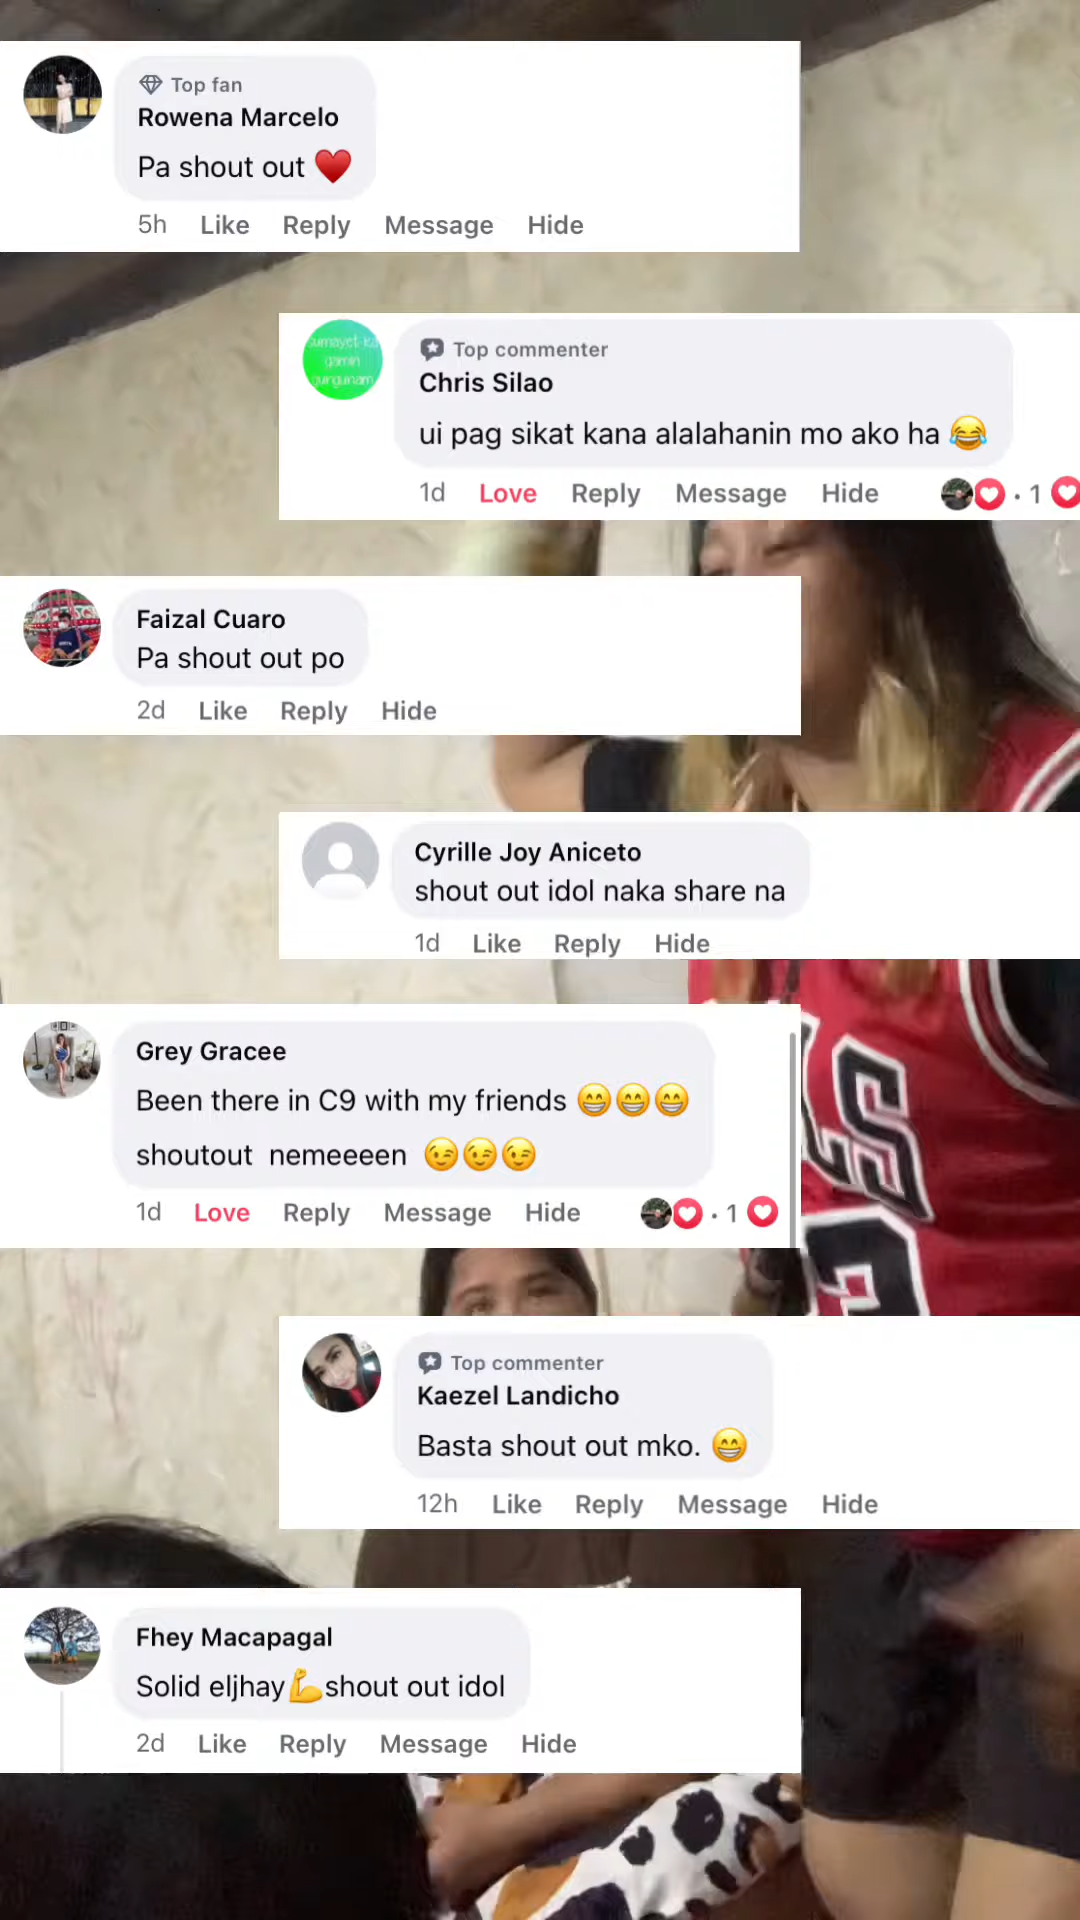 Top fan
Rowena Marcelo
Pa shout out ♥️
5h Like Reply Message Hide
sumayet-ka
gamin
gungunam
Top commenter
Chris Silao
ui pag sikat kana alalahanin mo ako ha 😂
1d Love Reply Message Hide · 1
Faizal Cuaro
Pa shout out po
2d Like Reply Hide
Cyrille Joy Aniceto
shout out idol naka share na
1d Like Reply Hide
Grey Gracee
Been there in C9 with my friends 😁😁😁
shoutout nemeeeen 😉😉😉
1d Love Reply Message Hide · 1
LS
Top commenter
Kaezel Landicho
Basta shout out mko. 😁
12h Like Reply Message Hide
Fhey Macapagal
Solid eljhay💪shout out idol
2d Like Reply Message Hide